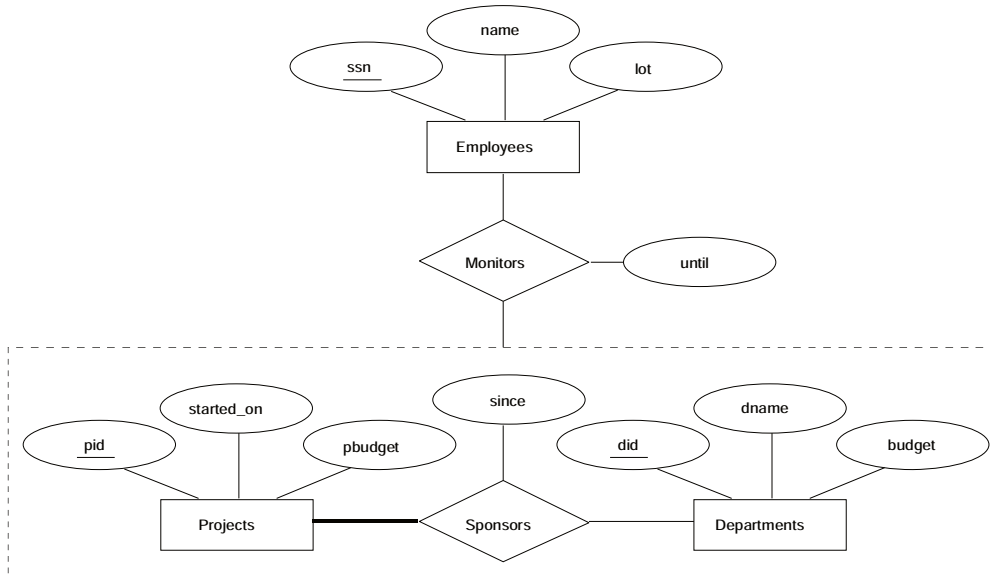 name
ssn
lot
Employees
Monitors
until
since
started_on
dname
pid
pbudget
did
budget
Projects
Sponsors
Departments